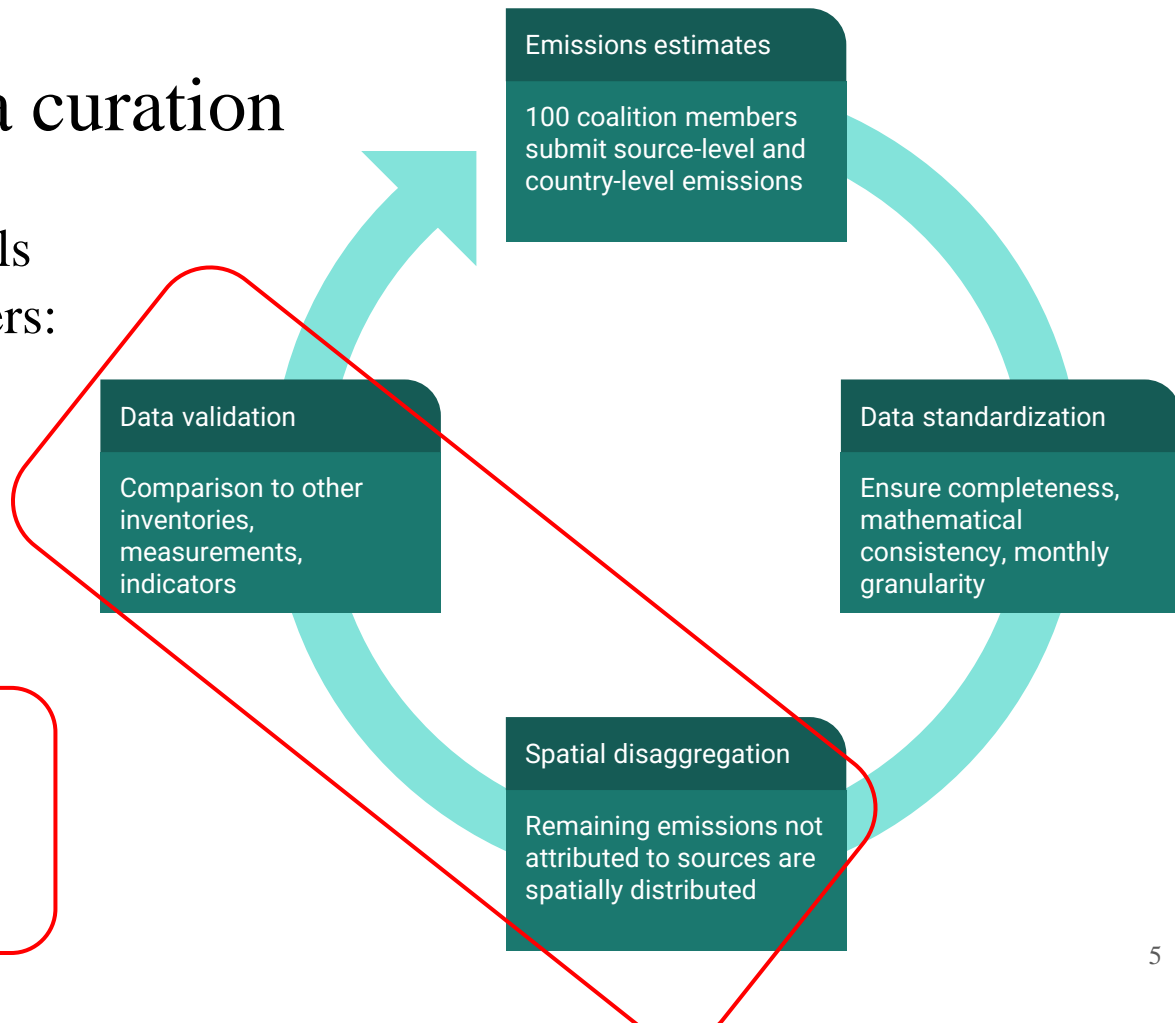 a curation
ls
ers:
Emissions estimates
100 coalition members
submit source-level and
country-level emissions
Data validation
Comparison to other
inventories,
measurements,
indicators
Data standardization
Ensure completeness,
mathematical
consistency, monthly
granularity
Spatial disaggregation
Remaining emissions not
attributed to sources are
spatially distributed
5